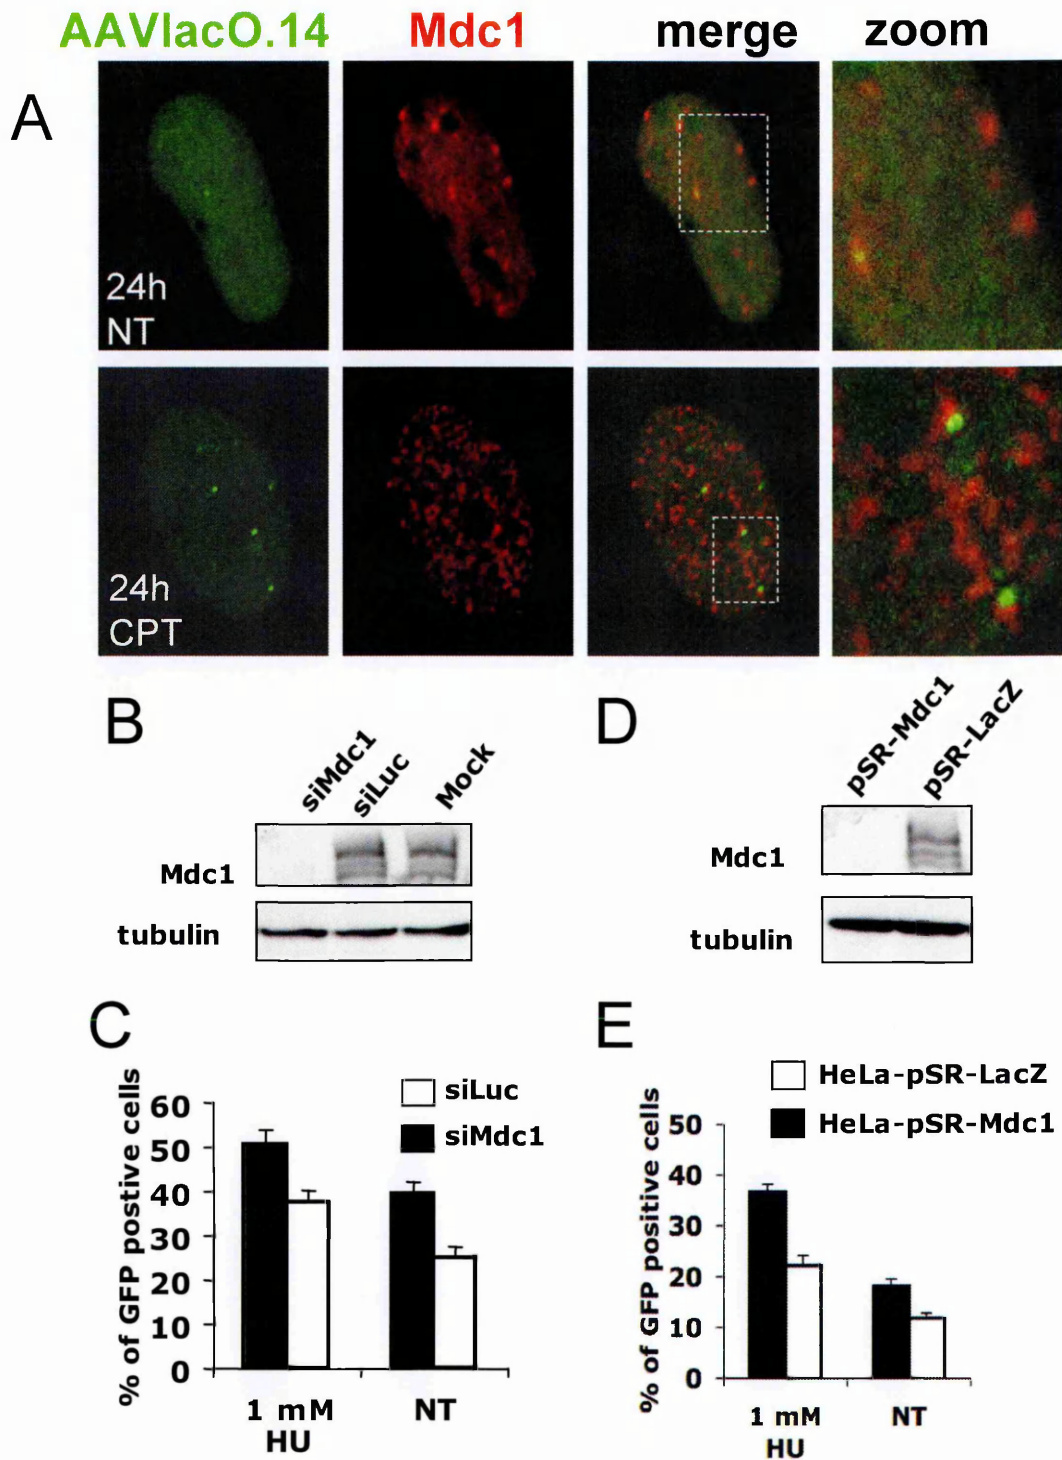 AAVlacO.14 Mdc1 merge zoom
A
24h
NT
24h
CPT
B
siMdc1 siLuc Mock
Mdc1
tubulin
D
pSR-Mdc1 pSR-LacZ
Mdc1
tubulin
C
% of GFP postive cells
60
50
40
30
20
10
0
siLuc
siMdc1
1 mM
HU
NT
E
% of GFP positive cells
50
40
30
20
10
0
HeLa-pSR-LacZ
HeLa-pSR-Mdc1
1 mM
HU
NT